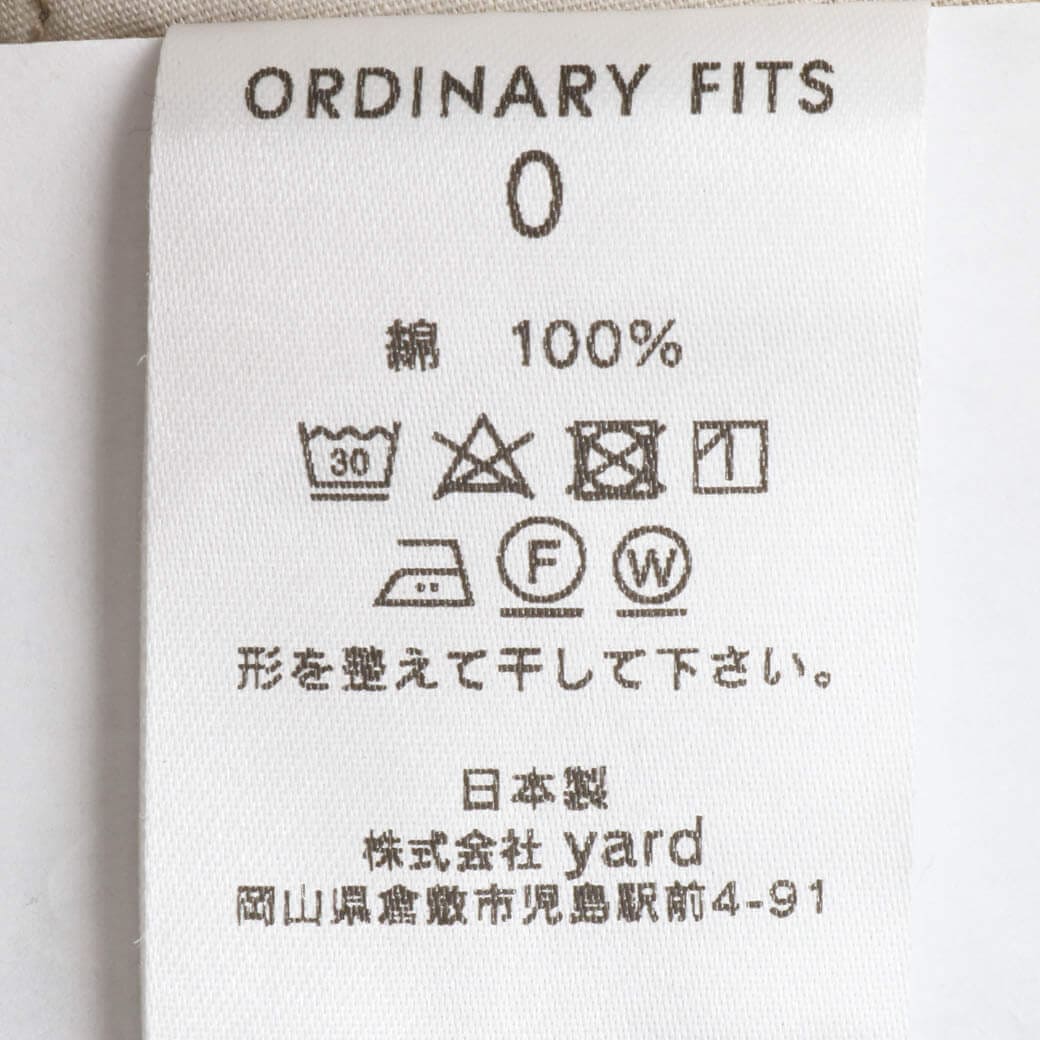 ORDINARY FITS
0
綿 100%
30
F W
形を整えて干して下さい。
日本製
株式会社 yard
岡山県倉敷市児島駅前4-91